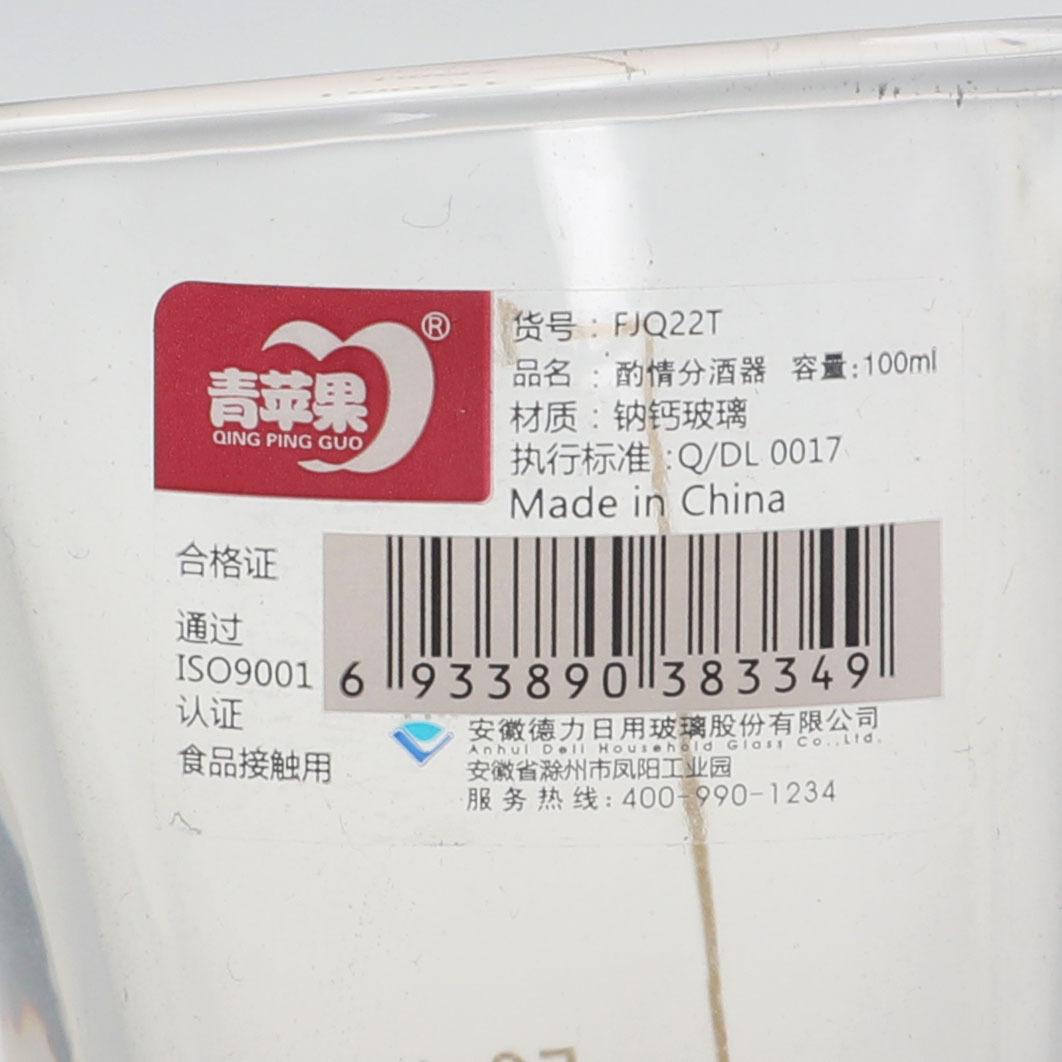 青苹果®
QING PING GUO
货号：FJQ22T
品名：酌情分酒器 容量:100ml
材质：钠钙玻璃
执行标准:Q/DL 0017
Made in China
合格证
通过
ISO9001
认证
食品接触用
6 933890 383349
安徽德力日用玻璃股份有限公司
Anhui Deli Household Glass Co.,Ltd.
安徽省滁州市凤阳工业园
服务热线:400-990-1234